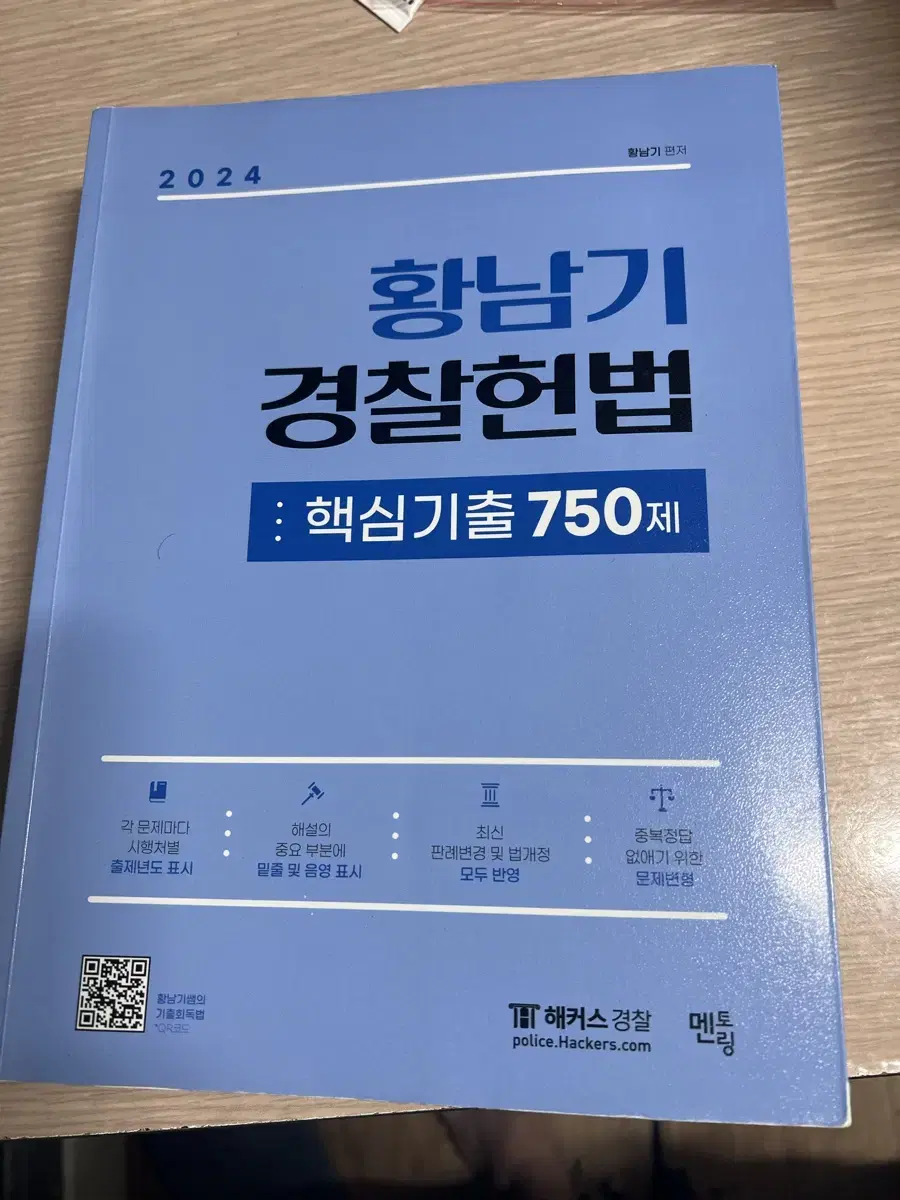 황남기 편저
2024
황남기
경찰헌법
핵심기출 750제
각 문제마다
시행처별
출제년도 표시
해설의
중요 부분에
밑줄 및 음영 표시
최신
판례변경 및 법개정
모두 반영
중복정답
없애기 위한
문제변형
황남기쌤의
기출회독법
*QR코드
해커스 경찰
police.Hackers.com
멘토링